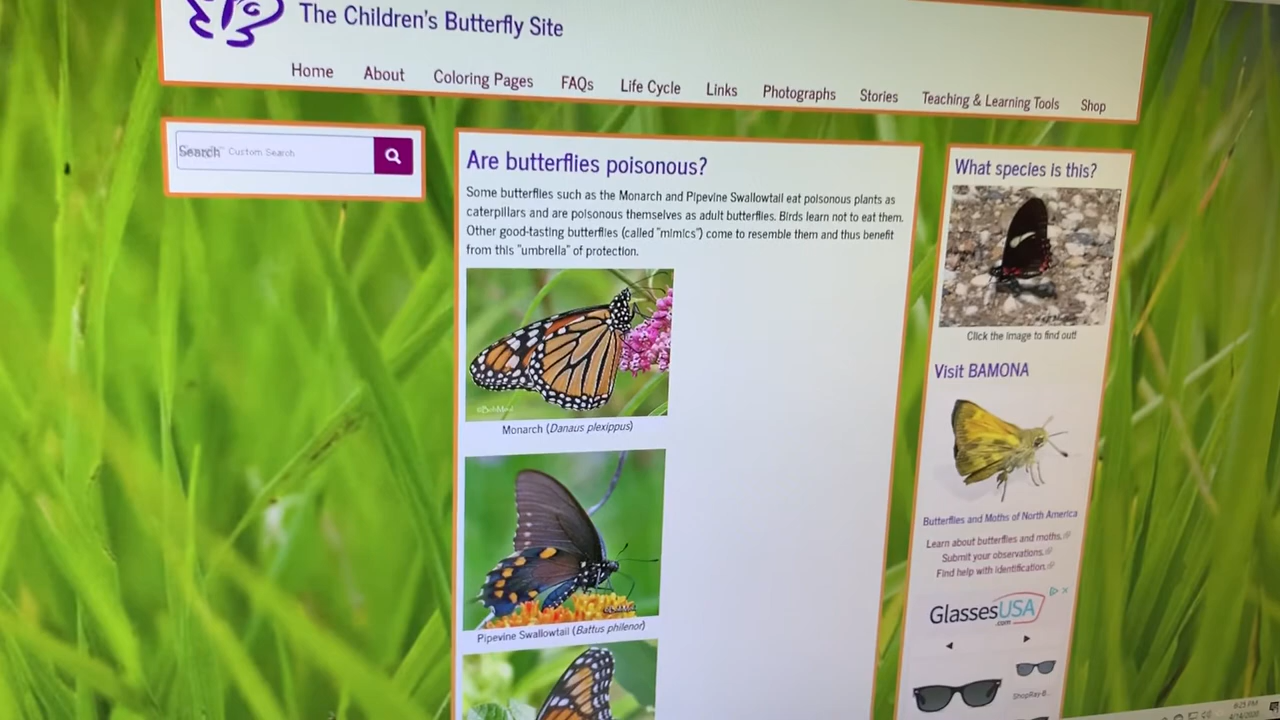 The Children's Butterfly Site
Home About Coloring Pages FAQs Life Cycle Links Photographs Stories Teaching & Learning Tools Shop
Search Custom Search
Are butterflies poisonous?
Some butterflies such as the Monarch and Pipevine Swallowtail eat poisonous plants as
caterpillars and are poisonous themselves as adult butterflies. Birds learn not to eat them.
Other good-tasting butterflies (called "mimics") come to resemble them and thus benefit
from this "umbrella" of protection.
Monarch (Danaus plexippus)
Pipevine Swallowtail (Battus philenor)
What species is this?
Click the image to find out!
Visit BAMONA
Butterflies and Moths of North America
Learn about butterflies and moths.
Submit your observations.
Find help with identification.
GlassesUSA
.com
8:25 PM